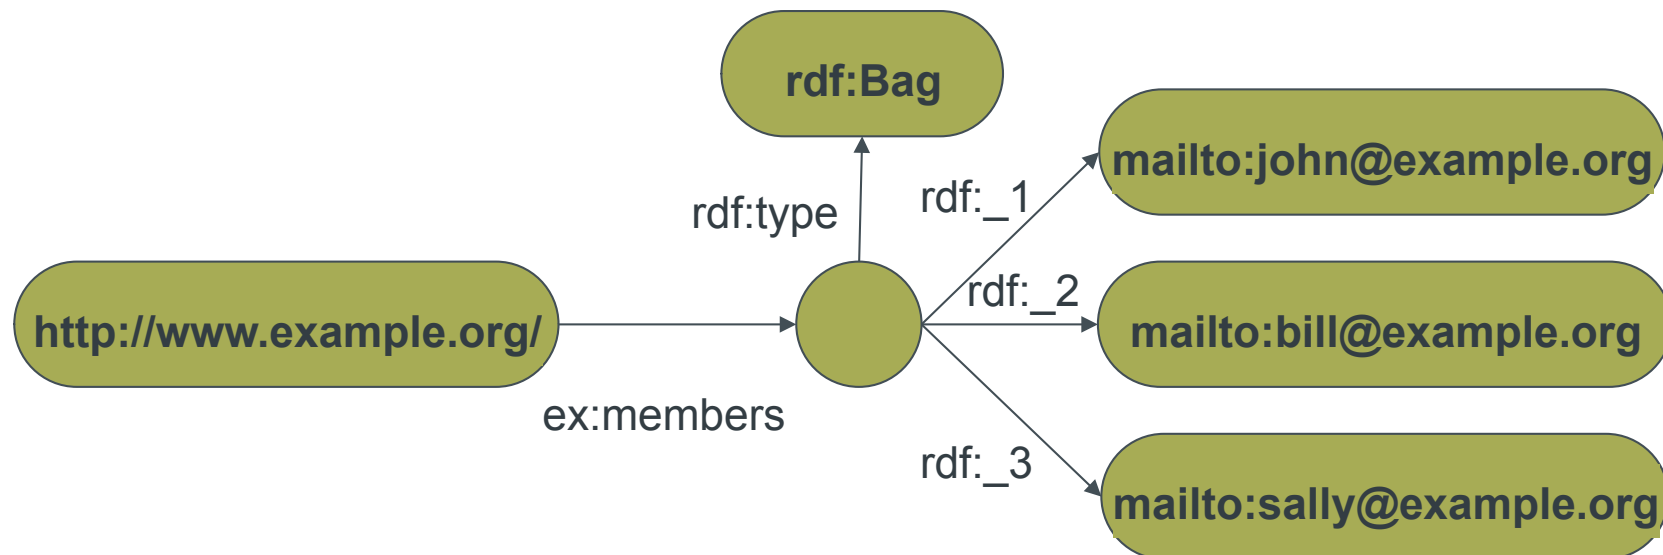 rdf:Bag
mailto:john@example.org
rdf:type
rdf:_1
rdf:_2
http://www.example.org/
mailto:bill@example.org
ex:members
rdf:_3
mailto:sally@example.org